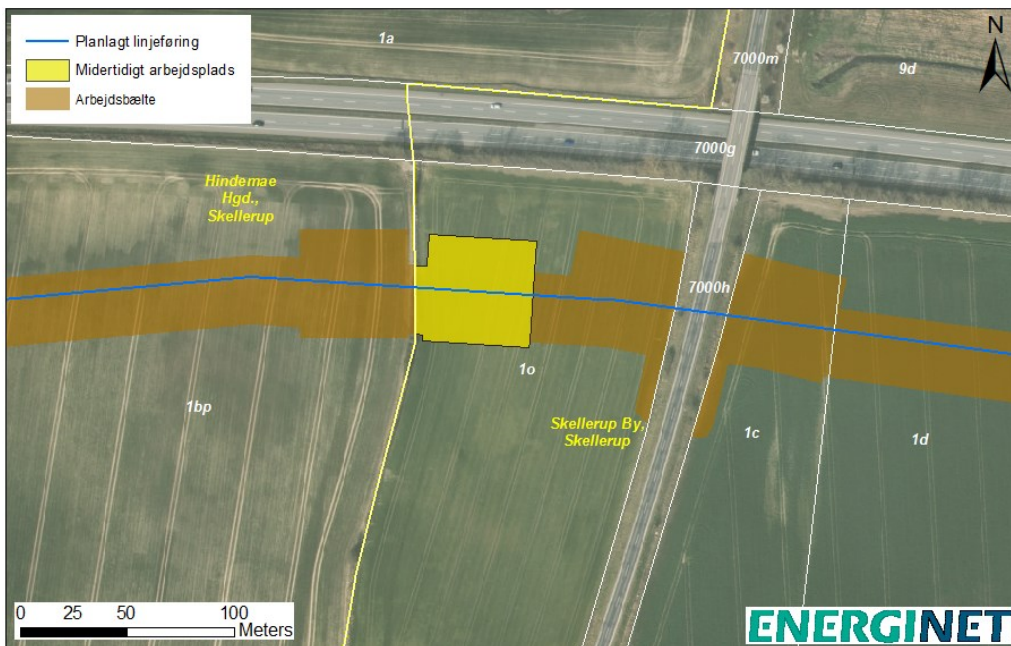 Planlagt linjeføring
Midertidigt arbejdsplads
Arbejdsbælte
1a
7000m
9d
N
7000g
Hindemae
Hgd.,
Skellerup
7000h
1o
1bp
Skellerup By,
Skellerup
1c
1d
0 25 50 100
Meters
ENERGINET